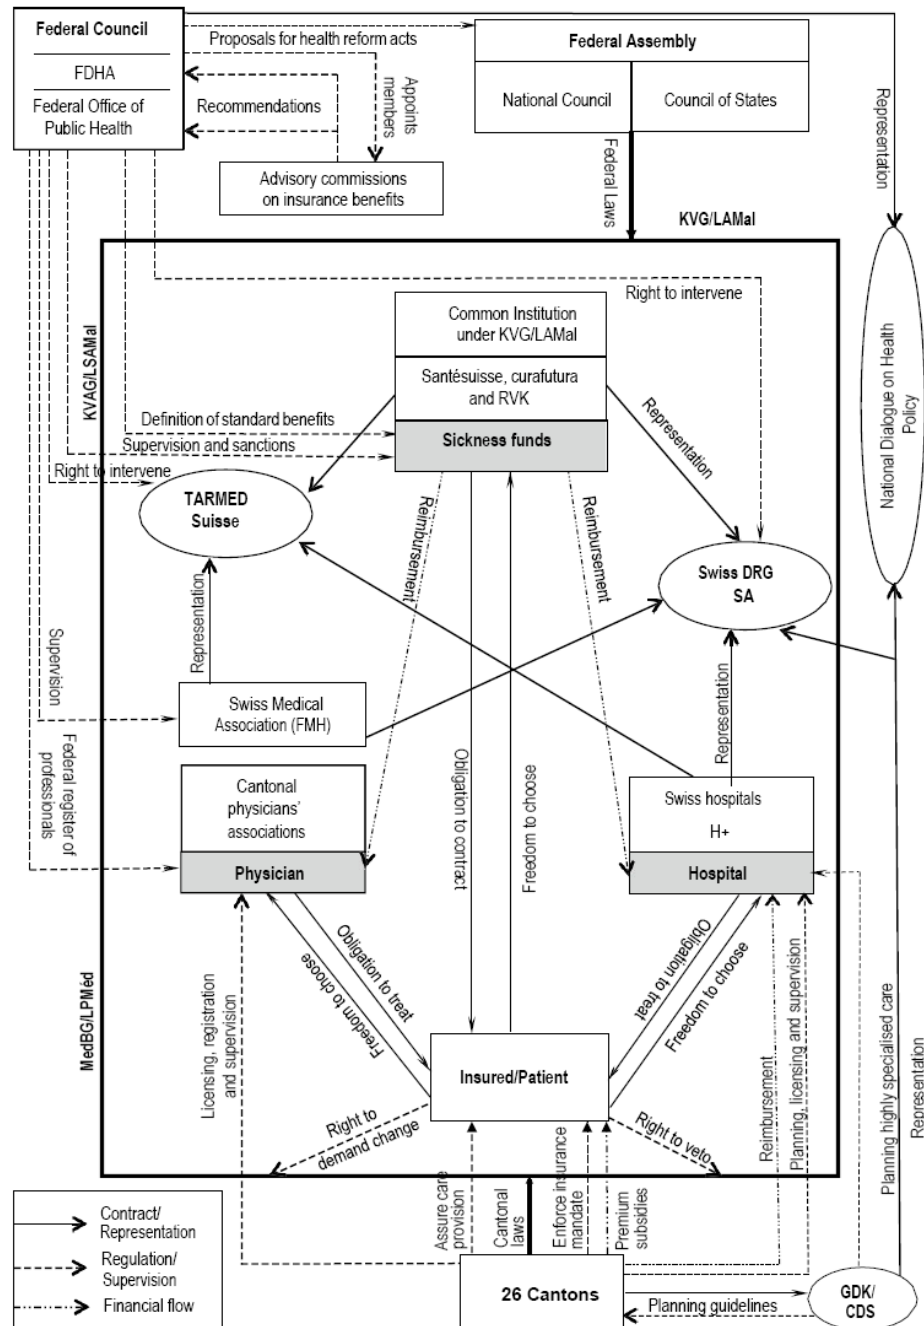 Federal Council
FDHA
Federal Office of
Public Health
Proposals for health reform acts
Recommendations
Appoints
members
Advisory commissions
on insurance benefits
Federal Assembly
National Council
Council of States
Federal Laws
KVG/LAMal
Representation
National Dialogue on Health
Policy
KVAG/LSAMal
Right to intervene
Common Institution
under KVG/LAMal
Santésuisse, curafutura
and RVK
Sickness funds
Definition of standard benefits
Supervision and sanctions
Right to intervene
TARMED
Suisse
Representation
Reimbursement
Reimbursement
Swiss DRG
SA
Representation
Supervision
Swiss Medical
Association (FMH)
Representation
Federal register of
professionals
Cantonal
physicians'
associations
Physician
Obligation to contract
Freedom to choose
Swiss hospitals
H+
Hospital
MedBG/LPMéd
Licensing, registration
and supervision
Obligation to treat
Freedom to choose
Obligation to treat
Freedom to choose
Insured/Patient
Right to
demand change
Right to veto
Reimbursement
Planning, licensing and supervision
Planning highly specialised care
Representation
Contract/
Representation
Regulation/
Supervision
Financial flow
Assure care
provision
Cantonal
laws
Enforce insurance
mandate
Premium
subsidies
26 Cantons
Planning guidelines
GDK/
CDS